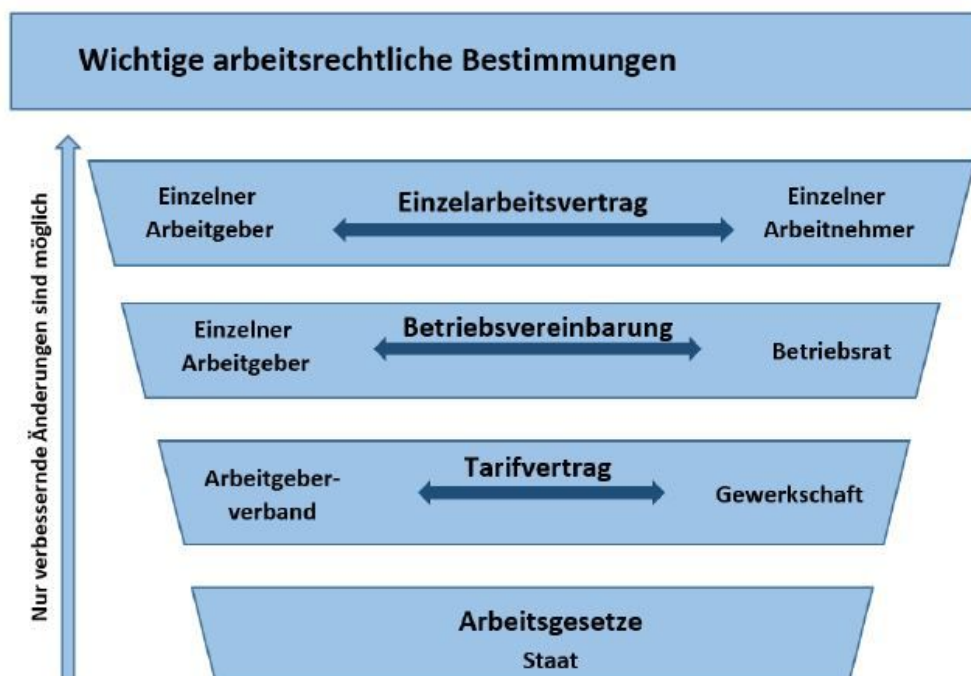 Wichtige arbeitsrechtliche Bestimmungen
Nur verbessernde Änderungen sind möglich
Einzelner
Arbeitgeber
Einzelarbeitsvertrag
Einzelner
Arbeitnehmer
Einzelner
Arbeitgeber
Betriebsvereinbarung
Betriebsrat
Arbeitgeber-
verband
Tarifvertrag
Gewerkschaft
Arbeitsgesetze
Staat